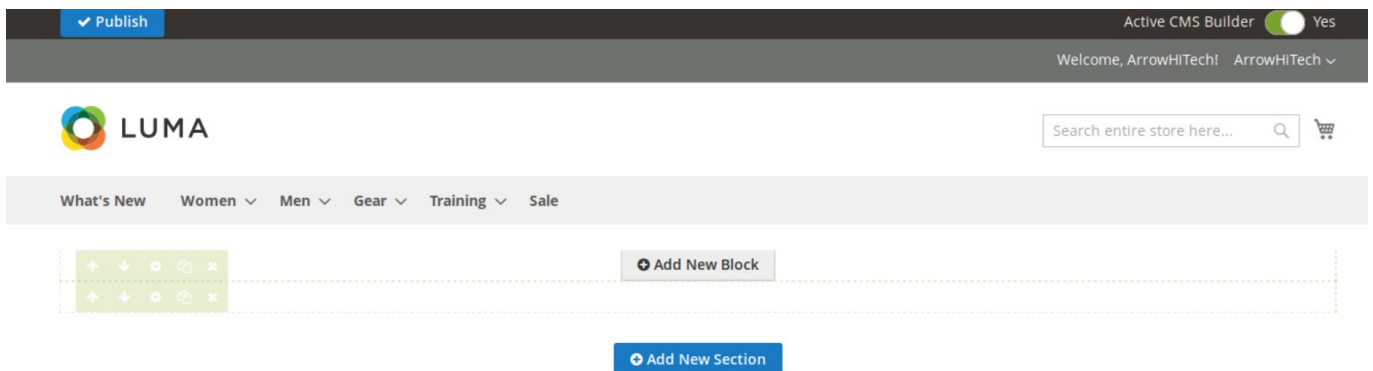 Publish
Active CMS Builder Yes
Welcome, ArrowHiTech! ArrowHiTech
LUMA
Search entire store here...
What's New Women Men Gear Training Sale
Add New Block
Add New Section